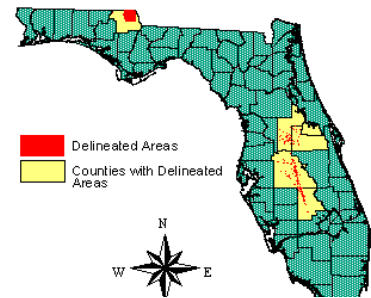 Delineated Areas
Counties with Delineated
Areas
N
W E
S